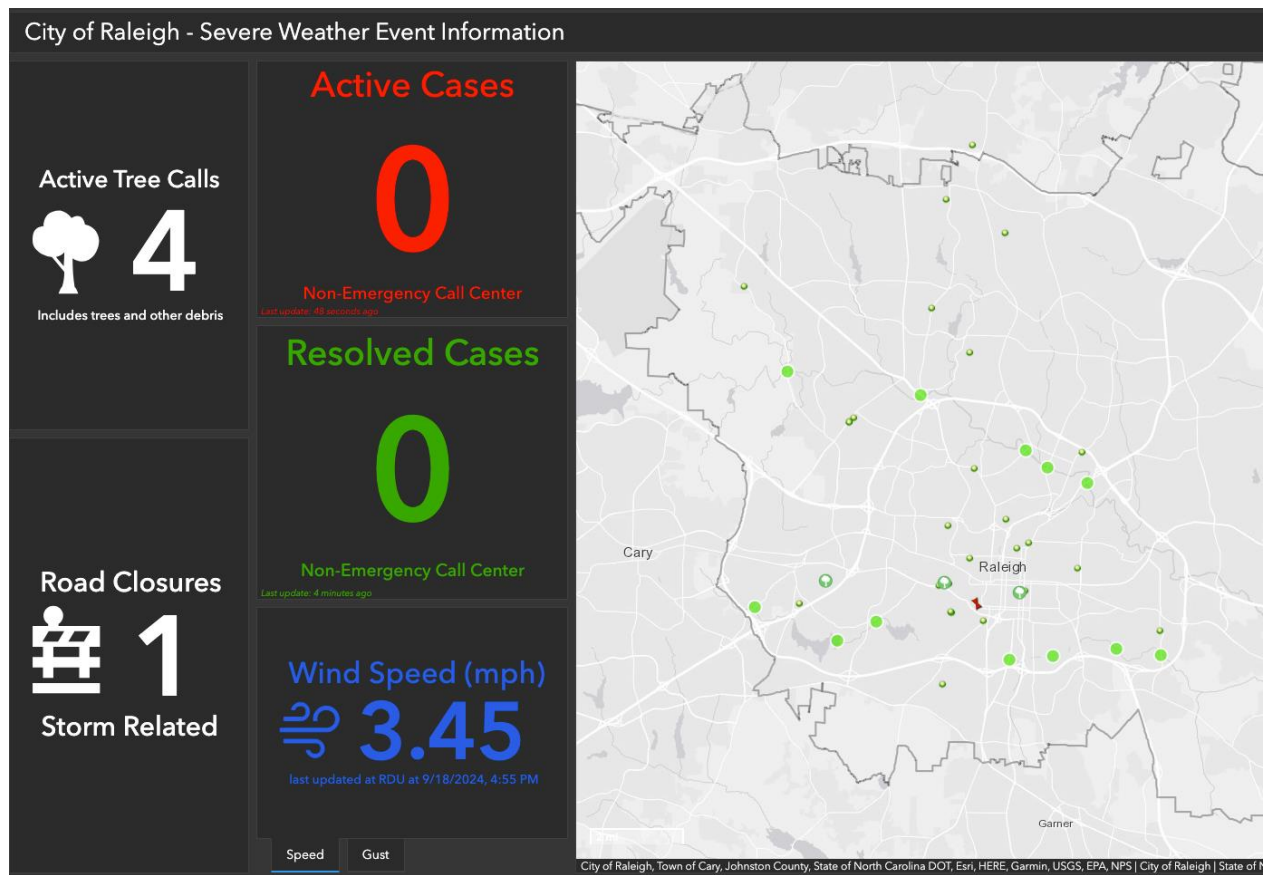 City of Raleigh - Severe Weather Event Information
Active Tree Calls
4
Includes trees and other debris
Road Closures
1
Storm Related
Active Cases
0
Non-Emergency Call Center
Last update: 48 seconds ago
Resolved Cases
0
Non-Emergency Call Center
Last update: 4 minutes ago
Wind Speed (mph)
3.45
last updated at RDU at 9/18/2024, 4:55 PM
Speed
Gust
Cary
Raleigh
Garner
City of Raleigh, Town of Cary, Johnston County, State of North Carolina DOT, Esri, HERE, Garmin, USGS, EPA, NPS | City of Raleigh | State of